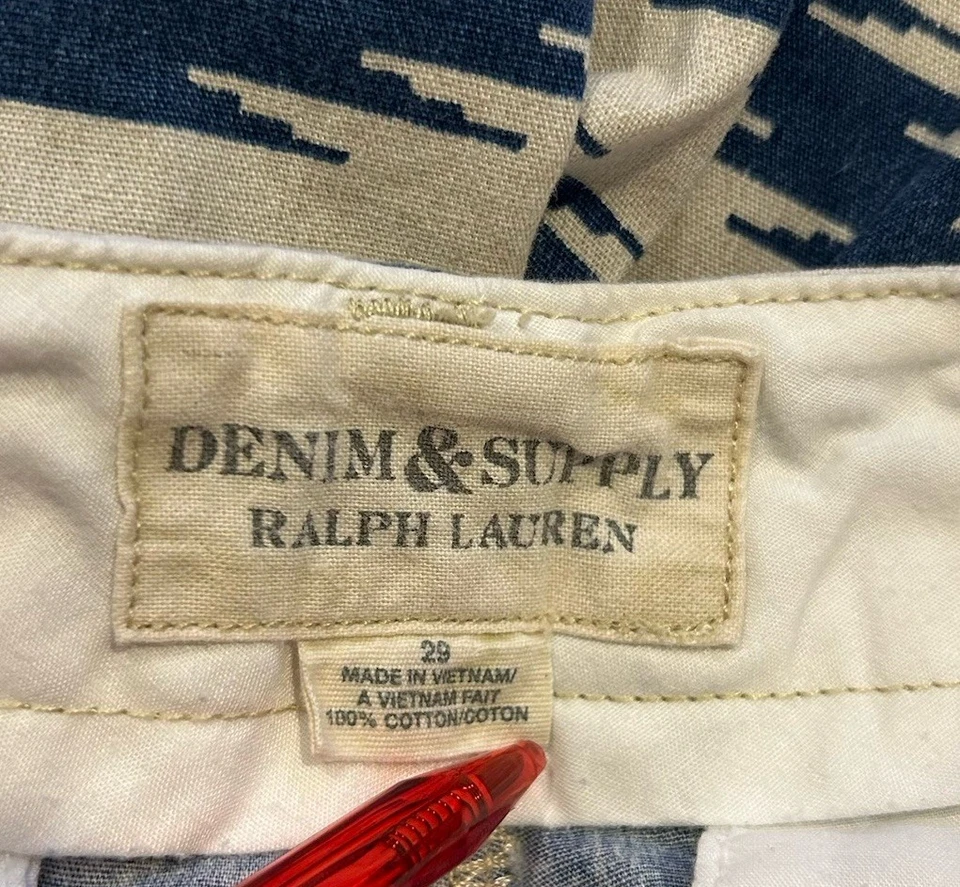 DENIM & SUPPLY
RALPH LAUREN
29
MADE IN VIETNAM/
A VIETNAM FAIT
100% COTTON/COTON